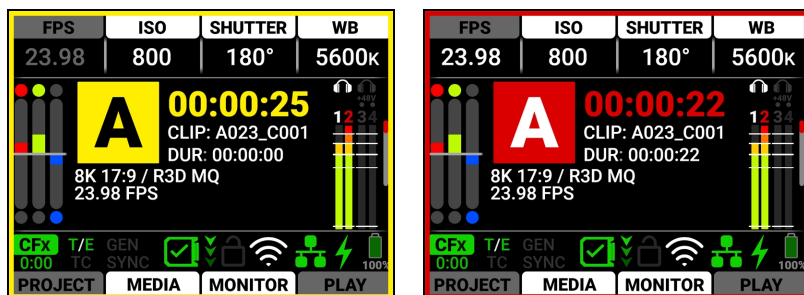 FPS ISO SHUTTER WB
23.98 800 180° 5600K
A
00:00:25
CLIP: A023_C001
DUR: 00:00:00
+48V
1 2 3 4
8K 17:9 / R3D MQ
23.98 FPS
CFx T/E GEN
0:00 TC SYNC
100%
PROJECT MEDIA MONITOR PLAY
FPS ISO SHUTTER WB
23.98 800 180° 5600K
A
00:00:22
CLIP: A023_C001
DUR: 00:00:22
+48V
1 2 3 4
8K 17:9 / R3D MQ
23.98 FPS
CFx T/E GEN
0:00 TC SYNC
100%
PROJECT MEDIA MONITOR PLAY